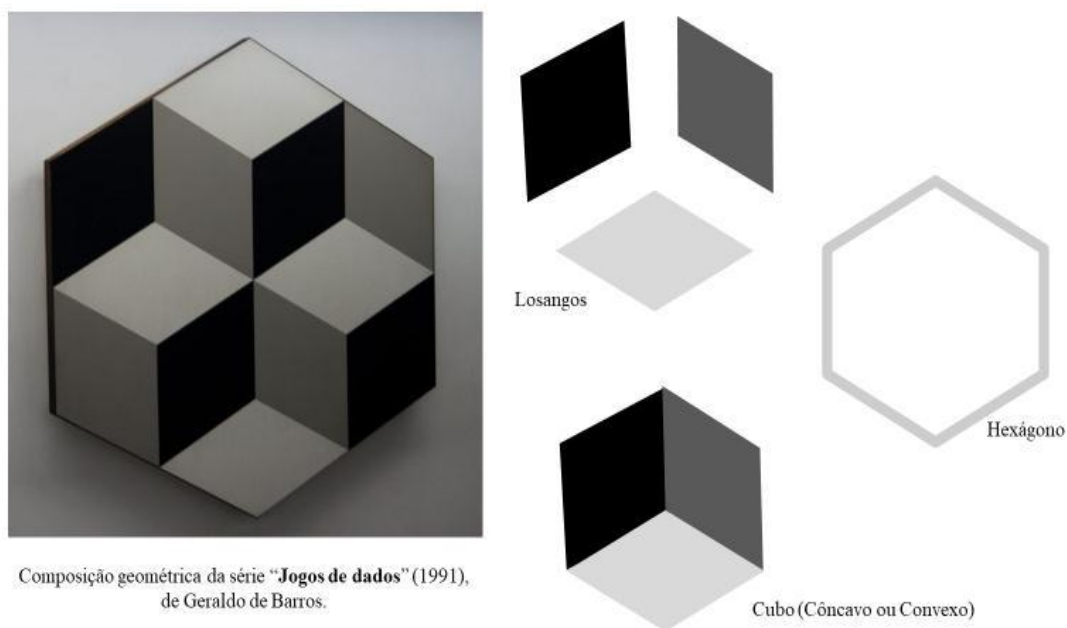 Losangos
Hexágono
Composição geométrica da série “Jogos de dados” (1991),
de Geraldo de Barros.
Cubo (Côncavo ou Convexo)